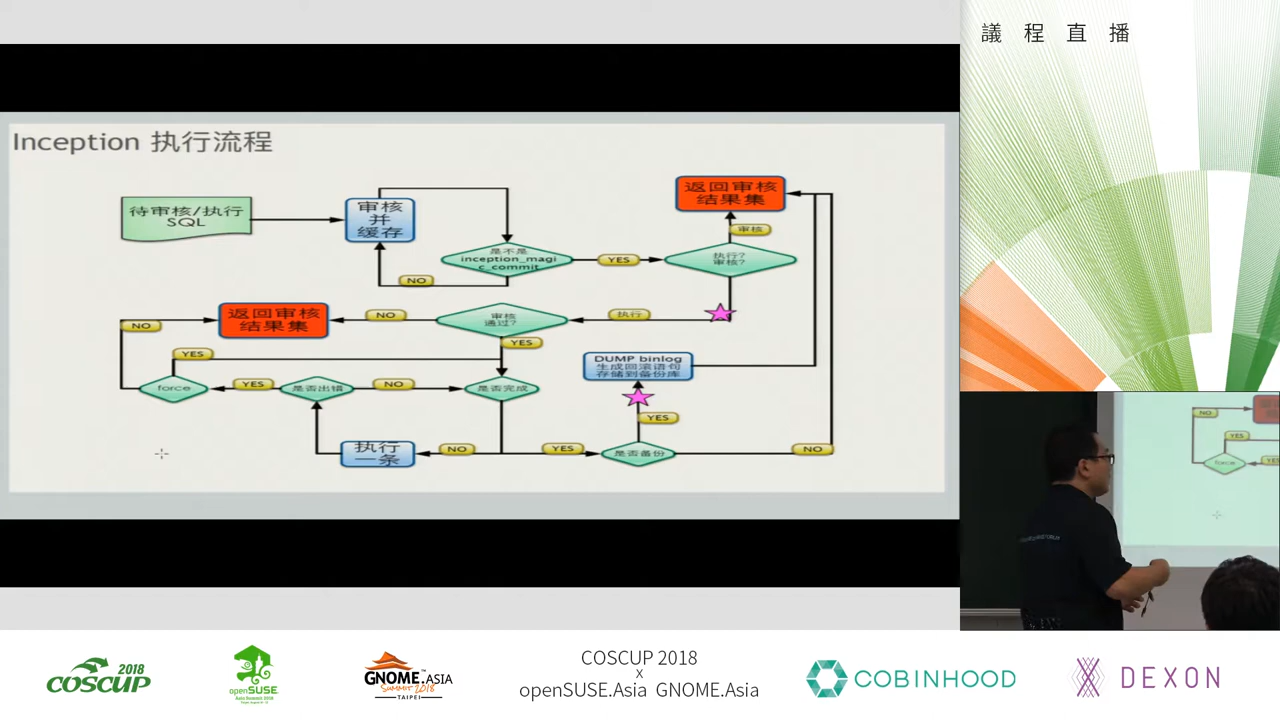 議程直播
Inception 执行流程
待审核/执行
SQL
审核
并
缓存
返回审核
结果集
审核
是不是
inception_magi
c_commit
YES
执行?
审核?
NO
返回审核
结果集
NO
审核
通过?
执行
NO
YES
YES
DUMP binlog
生成回滚语句
存储到备份库
force
YES
是否出错
NO
是否完成
YES
执行
一条
NO
YES
是否备份
NO
NO
YES
force
2018
COSCUP
openSUSE
Asia Summit 2018
Taipei
GNOME.ASIA
SUMMIT 2018
TAIPEI
COSCUP 2018
x
openSUSE.Asia GNOME.Asia
COBINHOOD
DEXON